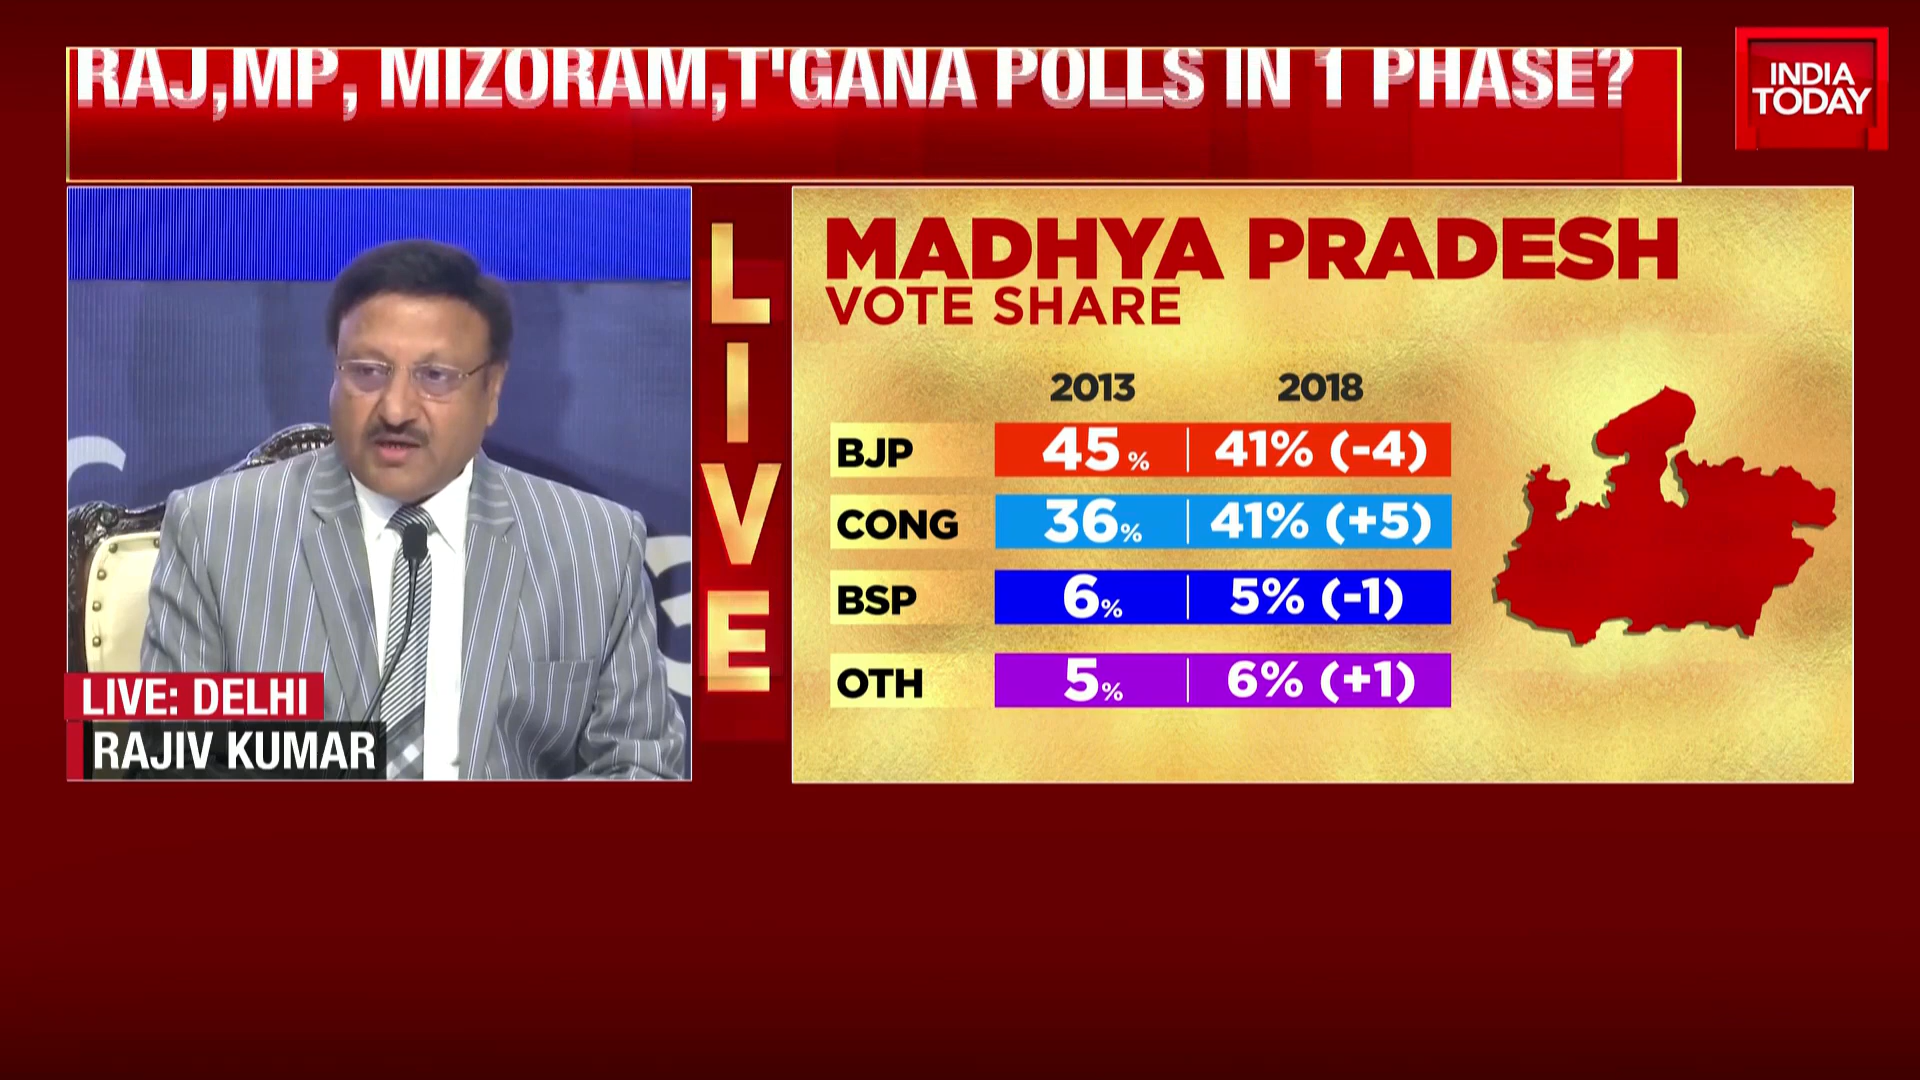 RAJ,MP, MIZORAM,T'GANA POLLS IN 1 PHASE?
INDIA
TODAY
LIVE: DELHI
RAJIV KUMAR
LIVE
MADHYA PRADESH
VOTE SHARE
2013 2018
BJP 45% 41% (-4)
CONG 36% 41% (+5)
BSP 6% 5% (-1)
OTH 5% 6% (+1)